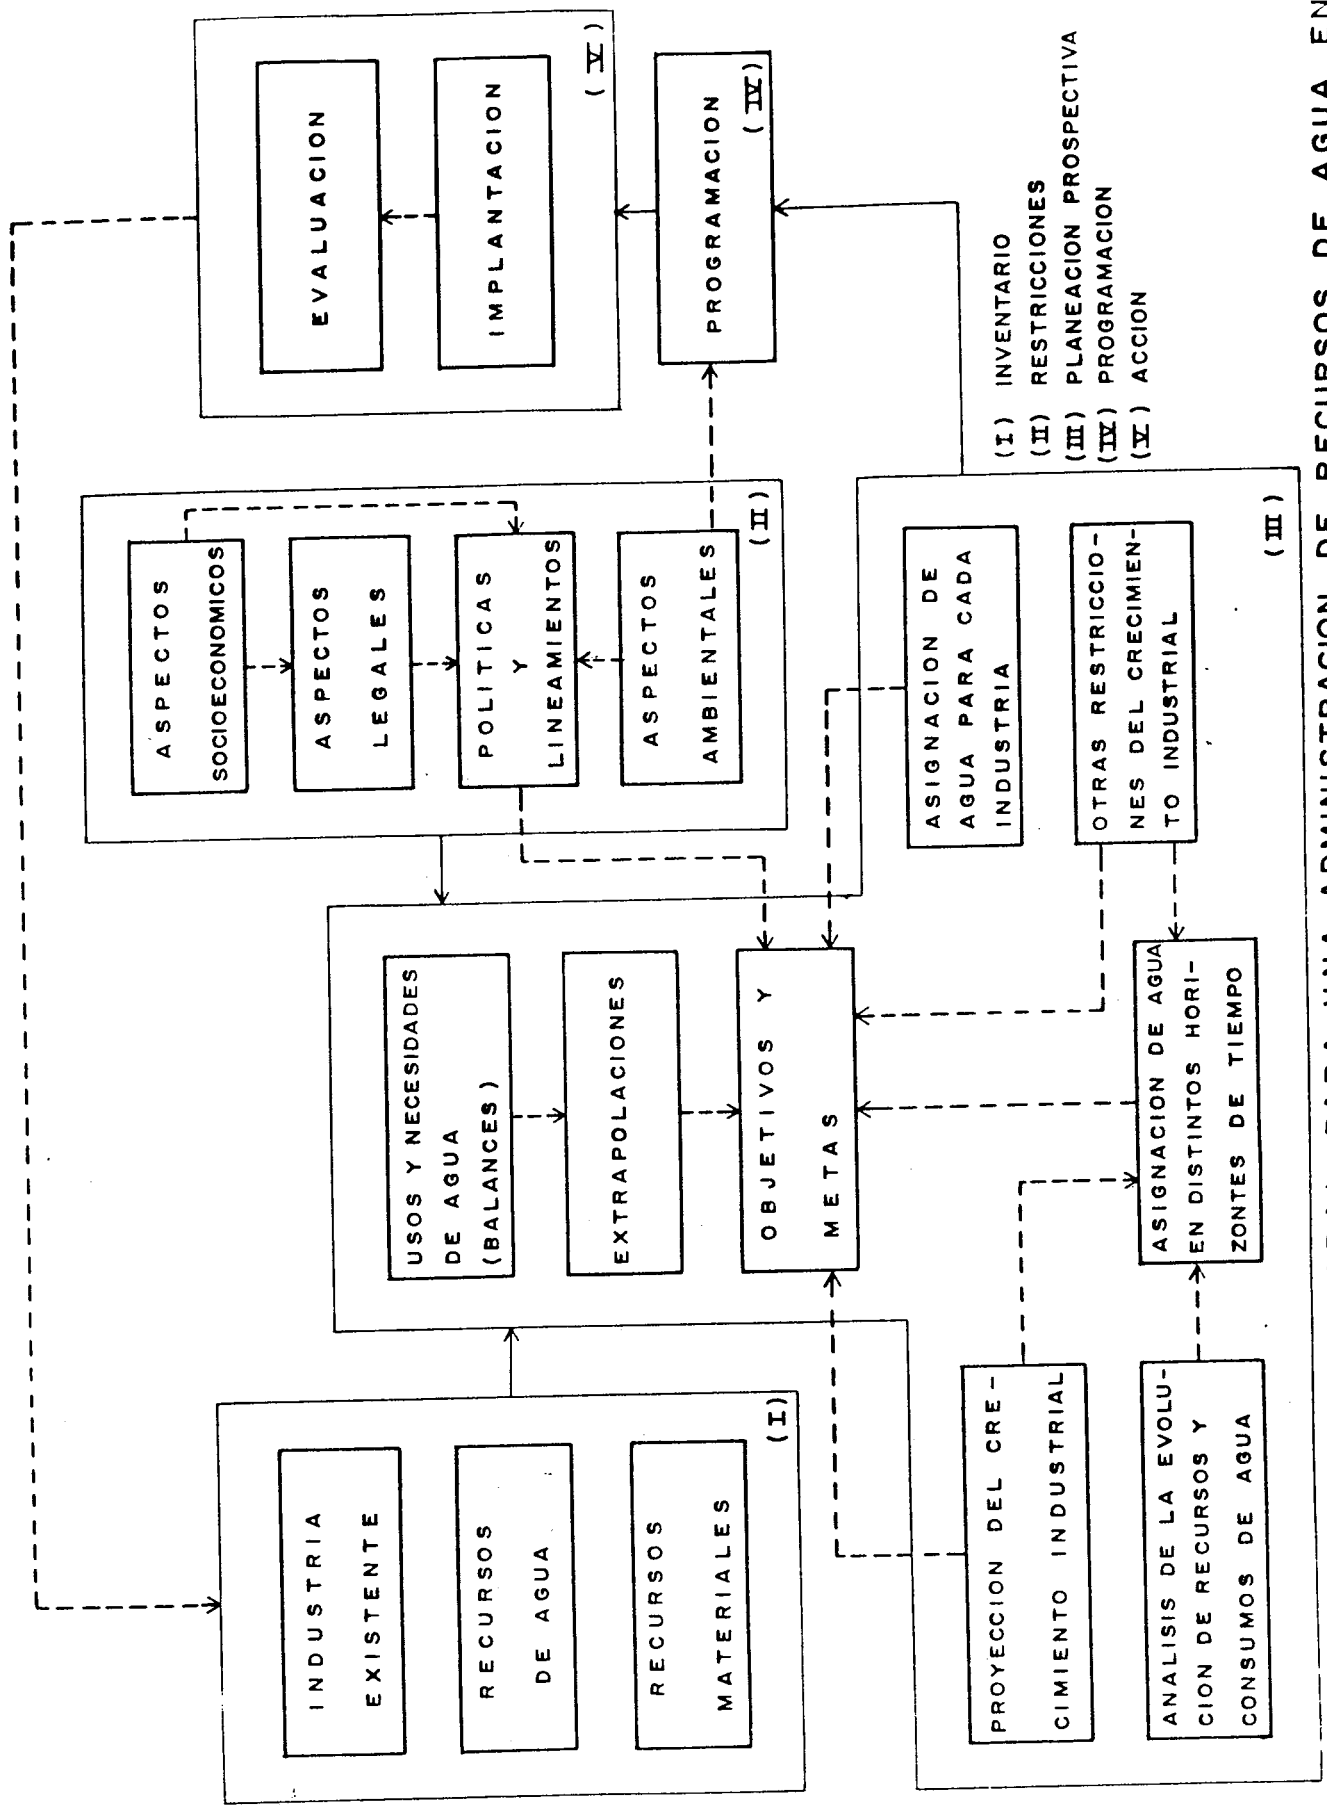 INDUSTRIA
EXISTENTE
RECURSOS
DE AGUA
RECURSOS
MATERIALES
(I)
USOS Y NECESIDADES
DE AGUA
(BALANCES)
EXTRAPOLACIONES
OBJETIVOS Y
METAS
ASPECTOS
SOCIOECONOMICOS
ASPECTOS
LEGALES
POLITICAS
Y
LINEAMIENTOS
ASPECTOS
AMBIENTALES
(II)
EVALUACION
IMPLANTACION
(V)
PROGRAMACION
(IV)
PROYECCION DEL CRE-
CIMIENTO INDUSTRIAL
ANALISIS DE LA EVOLU-
CION DE RECURSOS Y
CONSUMOS DE AGUA
ASIGNACION DE AGUA
EN DISTINTOS HORI-
ZONTES DE TIEMPO
ASIGNACION DE
AGUA PARA CADA
INDUSTRIA
OTRAS RESTRICCIO-
NES DEL CRECIMIEN-
TO INDUSTRIAL
(III)
(I) INVENTARIO
(II) RESTRICCIONES
(III) PLANEACION PROSPECTIVA
(IV) PROGRAMACION
(V) ACCION
PARA UNA ADMINISTRACION DE RECURSOS DE AGUA EN